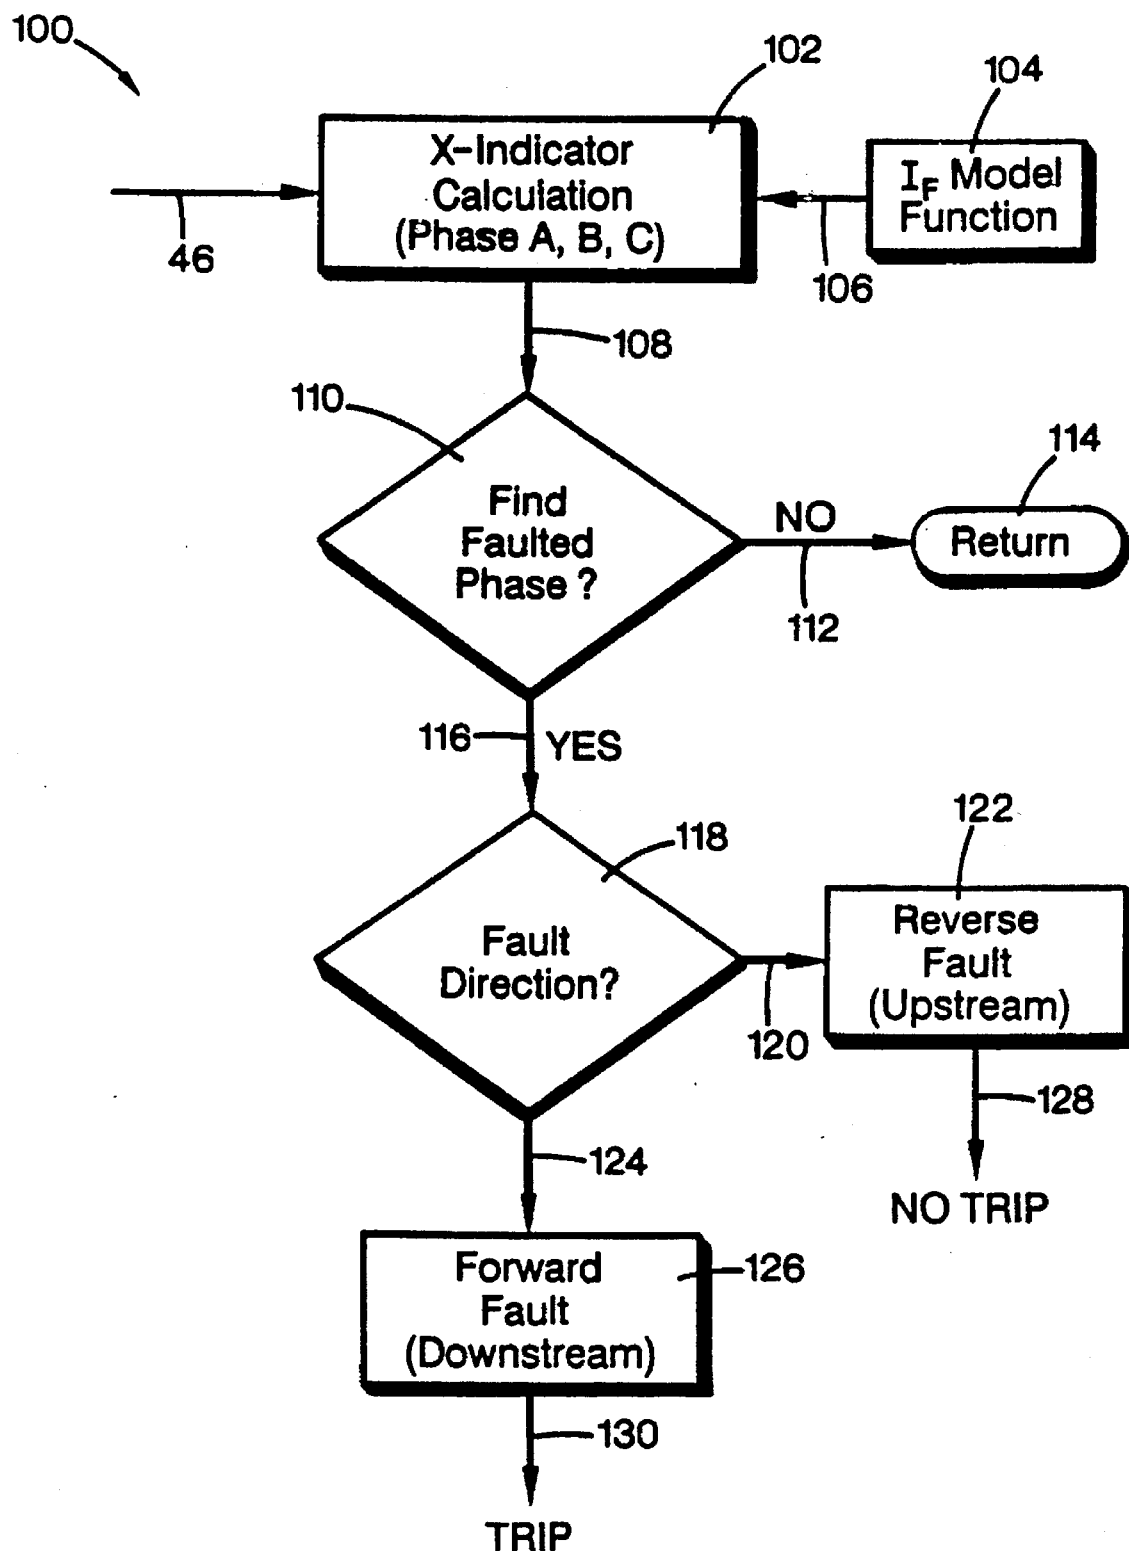 100
102
104
X-Indicator
Calculation
(Phase A, B, C)
I_F Model
Function
46
106
108
110
Find
Faulted
Phase ?
NO
112
114
Return
116
YES
118
Fault
Direction?
120
122
Reverse
Fault
(Upstream)
124
128
NO TRIP
Forward
Fault
(Downstream)
126
130
TRIP